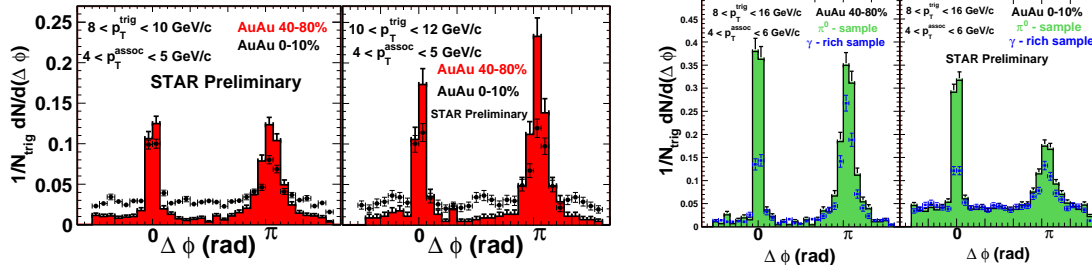 8 < p_T^trig < 10 GeV/c
AuAu 40-80%
AuAu 0-10%
4 < p_T^assoc < 5 GeV/c
STAR Preliminary
1/N_trig dN/d(Δ φ)
0.25
0.2
0.15
0.1
0.05
0
0
π
Δ φ (rad)
10 < p_T^trig < 12 GeV/c
4 < p_T^assoc < 5 GeV/c
AuAu 40-80%
AuAu 0-10%
STAR Preliminary
0
π
Δ φ (rad)
8 < p_T^trig < 16 GeV/c
AuAu 40-80%
π⁰ - sample
4 < p_T^assoc < 6 GeV/c
γ - rich sample
1/N_trig dN/d(Δ φ)
0.45
0.4
0.35
0.3
0.25
0.2
0.15
0.1
0.05
0
0
π
Δ φ (rad)
8 < p_T^trig < 16 GeV/c
AuAu 0-10%
π⁰ - sample
4 < p_T^assoc < 6 GeV/c
γ - rich sample
STAR Preliminary
0
π
Δ φ (rad)